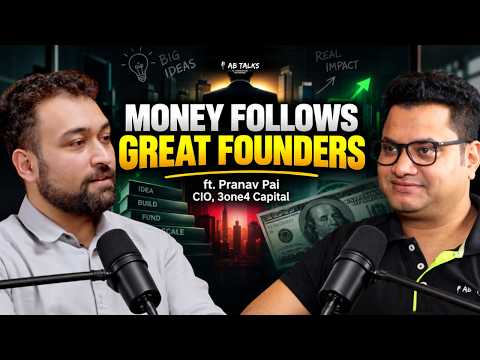 AB TALKS
BIG
IDEAS
REAL
IMPACT
MONEY FOLLOWS
GREAT FOUNDERS
ft. Pranav Pai
CIO, 3one4 Capital
IDEA
BUILD
FUND
SCALE